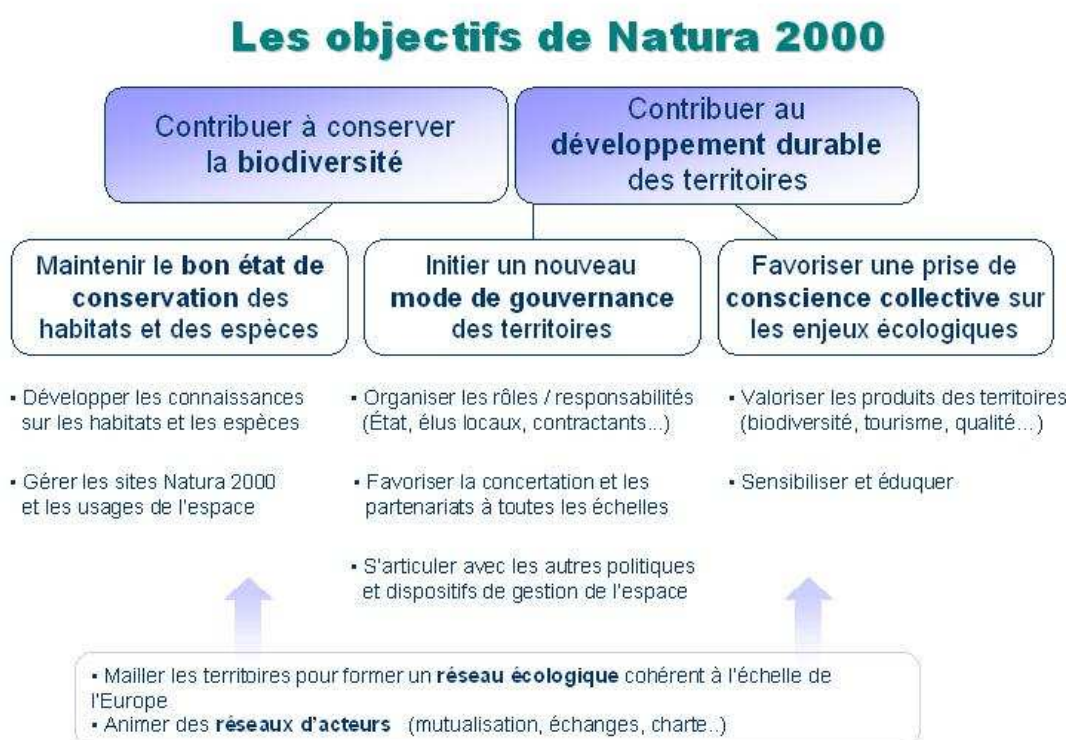 Les objectifs de Natura 2000
Contribuer à conserver
la biodiversité
Contribuer au
développement durable
des territoires
Maintenir le bon état de
conservation des
habitats et des espèces
Initier un nouveau
mode de gouvernance
des territoires
Favoriser une prise de
conscience collective sur
les enjeux écologiques
▪ Développer les connaissances
sur les habitats et les espèces
▪ Gérer les sites Natura 2000
et les usages de l'espace
▪ Organiser les rôles / responsabilités
(État, élus locaux, contractants...)
▪ Favoriser la concertation et les
partenariats à toutes les échelles
▪ S'articuler avec les autres politiques
et dispositifs de gestion de l'espace
▪ Valoriser les produits des territoires
(biodiversité, tourisme, qualité…)
▪ Sensibiliser et éduquer
▪ Mailler les territoires pour former un réseau écologique cohérent à l'échelle de
l'Europe
▪ Animer des réseaux d'acteurs (mutualisation, échanges, charte..)